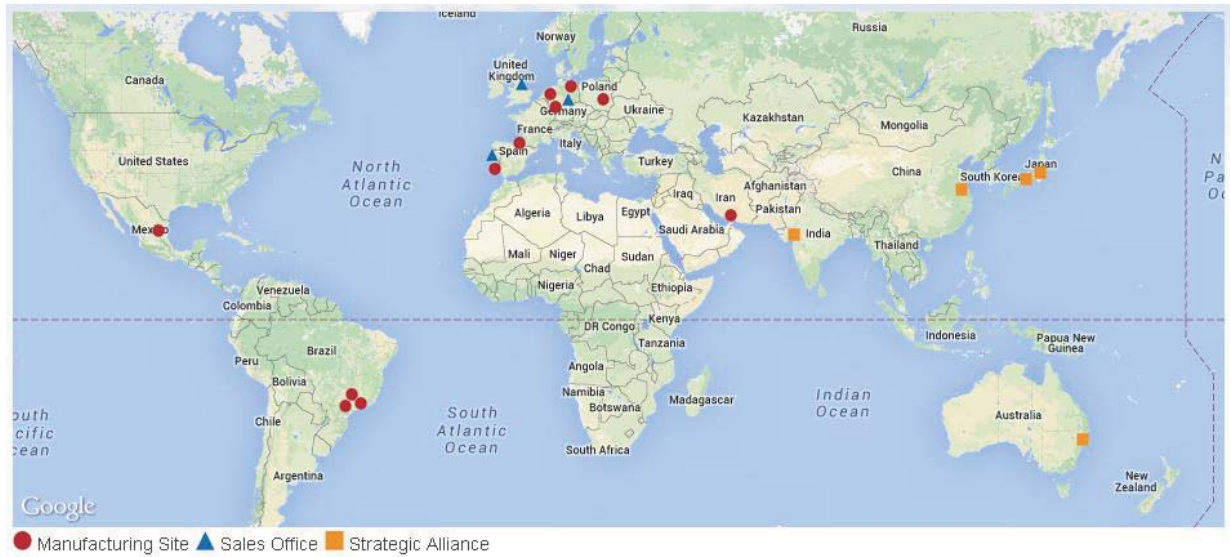 Iceland
Norway
Russia
United
Kingdom
Canada
Poland
Germany
Ukraine
Kazakhstan
Mongolia
France
Italy
Spain
United States
North
Atlantic
Ocean
Turkey
China
South Korea
Japan
Afghanistan
Iraq
Iran
Pakistan
Algeria
Libya
Egypt
Saudi Arabia
Mexico
India
Thailand
Mali
Niger
Chad
Sudan
Nigeria
Ethiopia
Venezuela
Colombia
DR Congo
Kenya
Tanzania
Indonesia
Papua New
Guinea
Brazil
Peru
Bolivia
Angola
Namibia
Botswana
Madagascar
Indian
Ocean
Australia
Chile
South
Atlantic
Ocean
South Africa
Argentina
New
Zealand
outh
cific
cean
N
Pa
Oc
Google
Manufacturing Site Sales Office Strategic Alliance